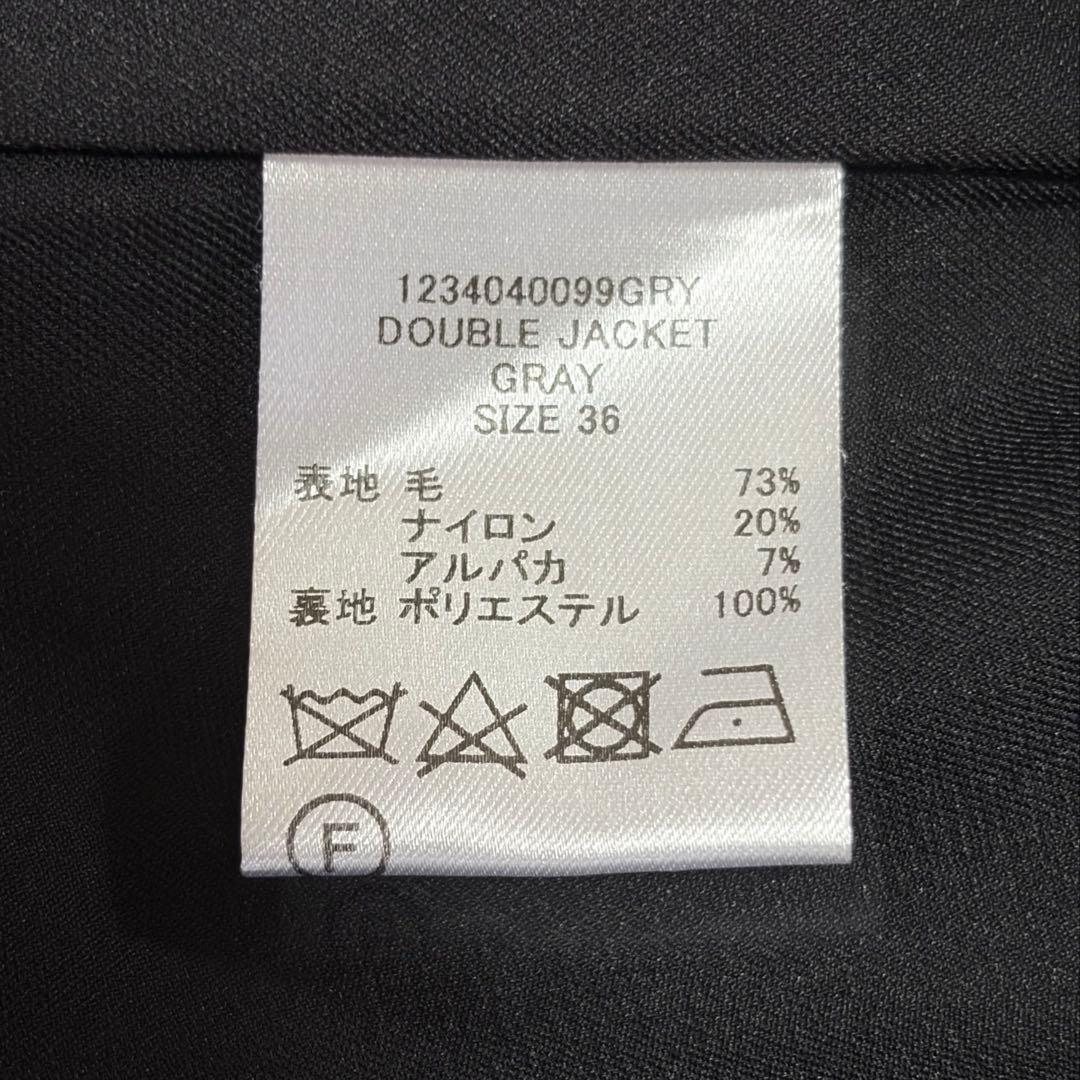 1234040099GRY
DOUBLE JACKET
GRAY
SIZE 36
表地 毛 73%
ナイロン 20%
アルパカ 7%
裏地 ポリエステル 100%
F